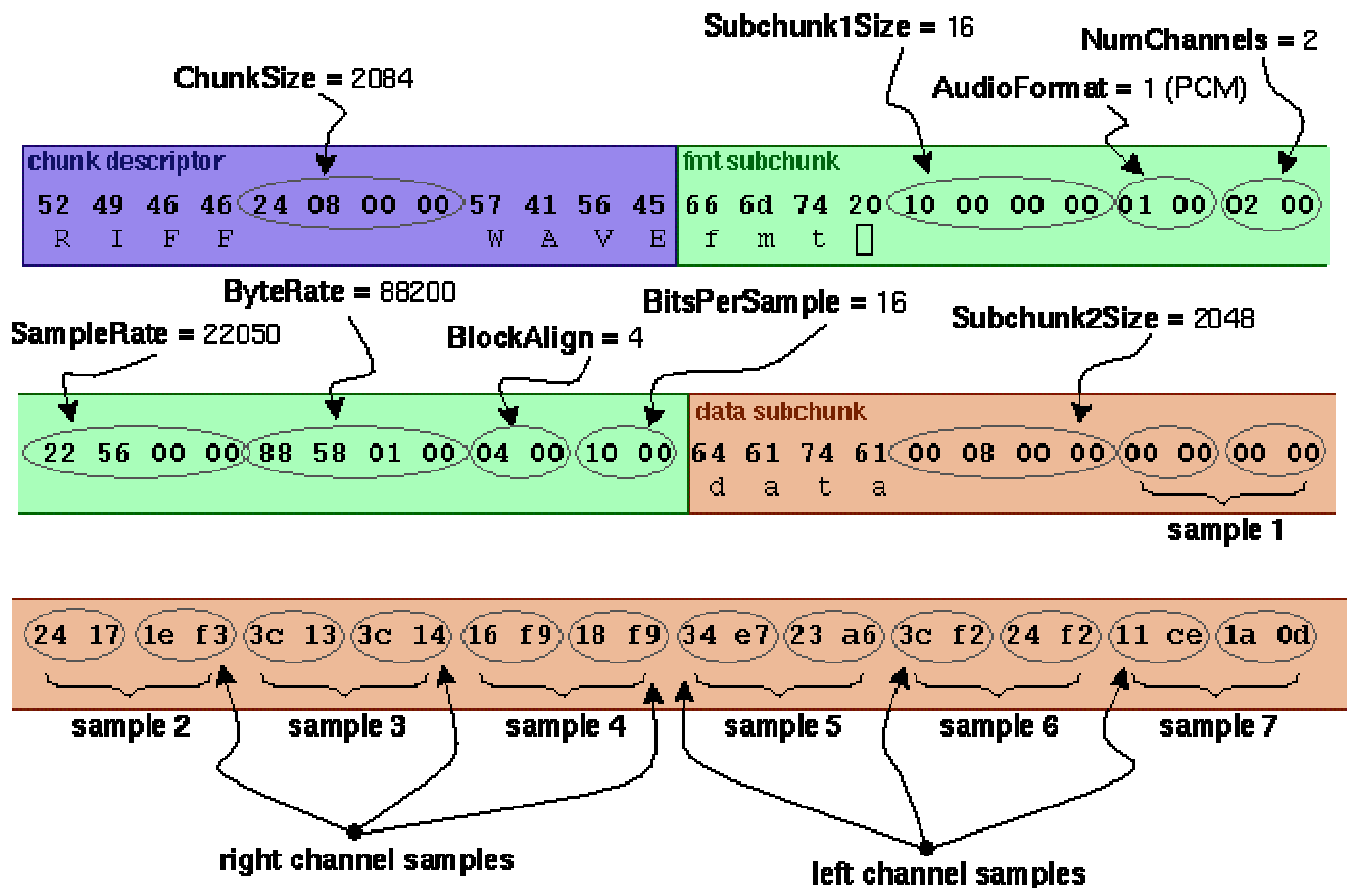 Subchunk1Size = 16
NumChannels = 2
ChunkSize = 2084
AudioFormat = 1 (PCM)
chunk descriptor
fmt subchunk
52 49 46 46 24 08 00 00 57 41 56 45 66 6d 74 20 10 00 00 00 01 00 02 00
R I F F W A V E f m t
ByteRate = 88200
BitsPerSample = 16
SampleRate = 22050
BlockAlign = 4
Subchunk2Size = 2048
data subchunk
22 56 00 00 88 58 01 00 04 00 10 00 64 61 74 61 00 08 00 00 00 00 00 00
d a t a
sample 1
24 17 1e f3 3c 13 3c 14 16 f9 18 f9 34 e7 23 a6 3c f2 24 f2 11 ce 1a 0d
sample 2 sample 3 sample 4 sample 5 sample 6 sample 7
right channel samples
left channel samples